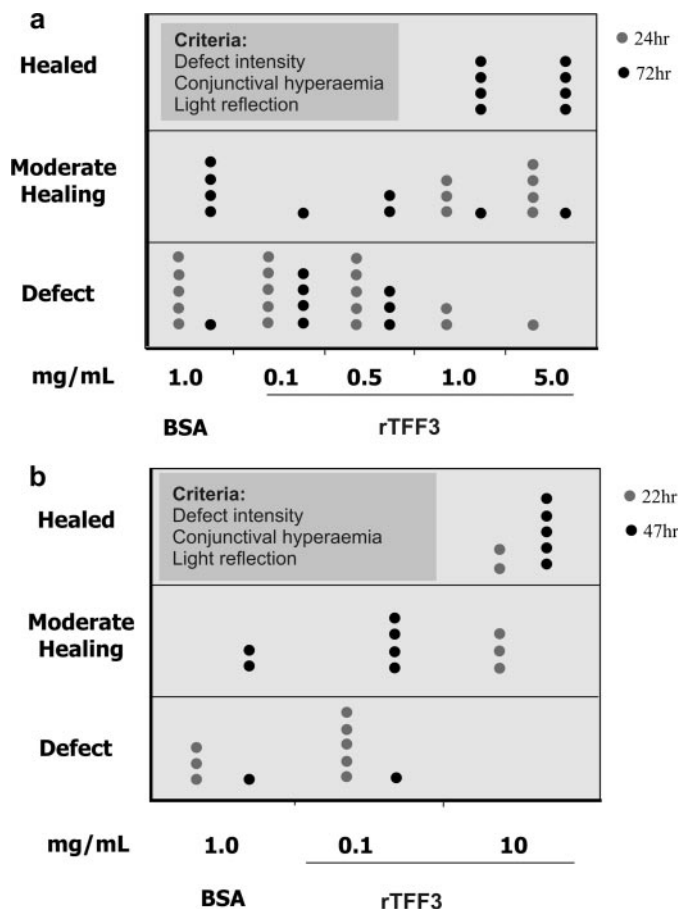 a
Criteria:
Defect intensity
Conjunctival hyperaemia
Light reflection
24hr
72hr
Healed
Moderate
Healing
Defect
mg/mL 1.0 0.1 0.5 1.0 5.0
BSA rTFF3
b
Criteria:
Defect intensity
Conjunctival hyperaemia
Light reflection
22hr
47hr
Healed
Moderate
Healing
Defect
mg/mL 1.0 0.1 10
BSA rTFF3